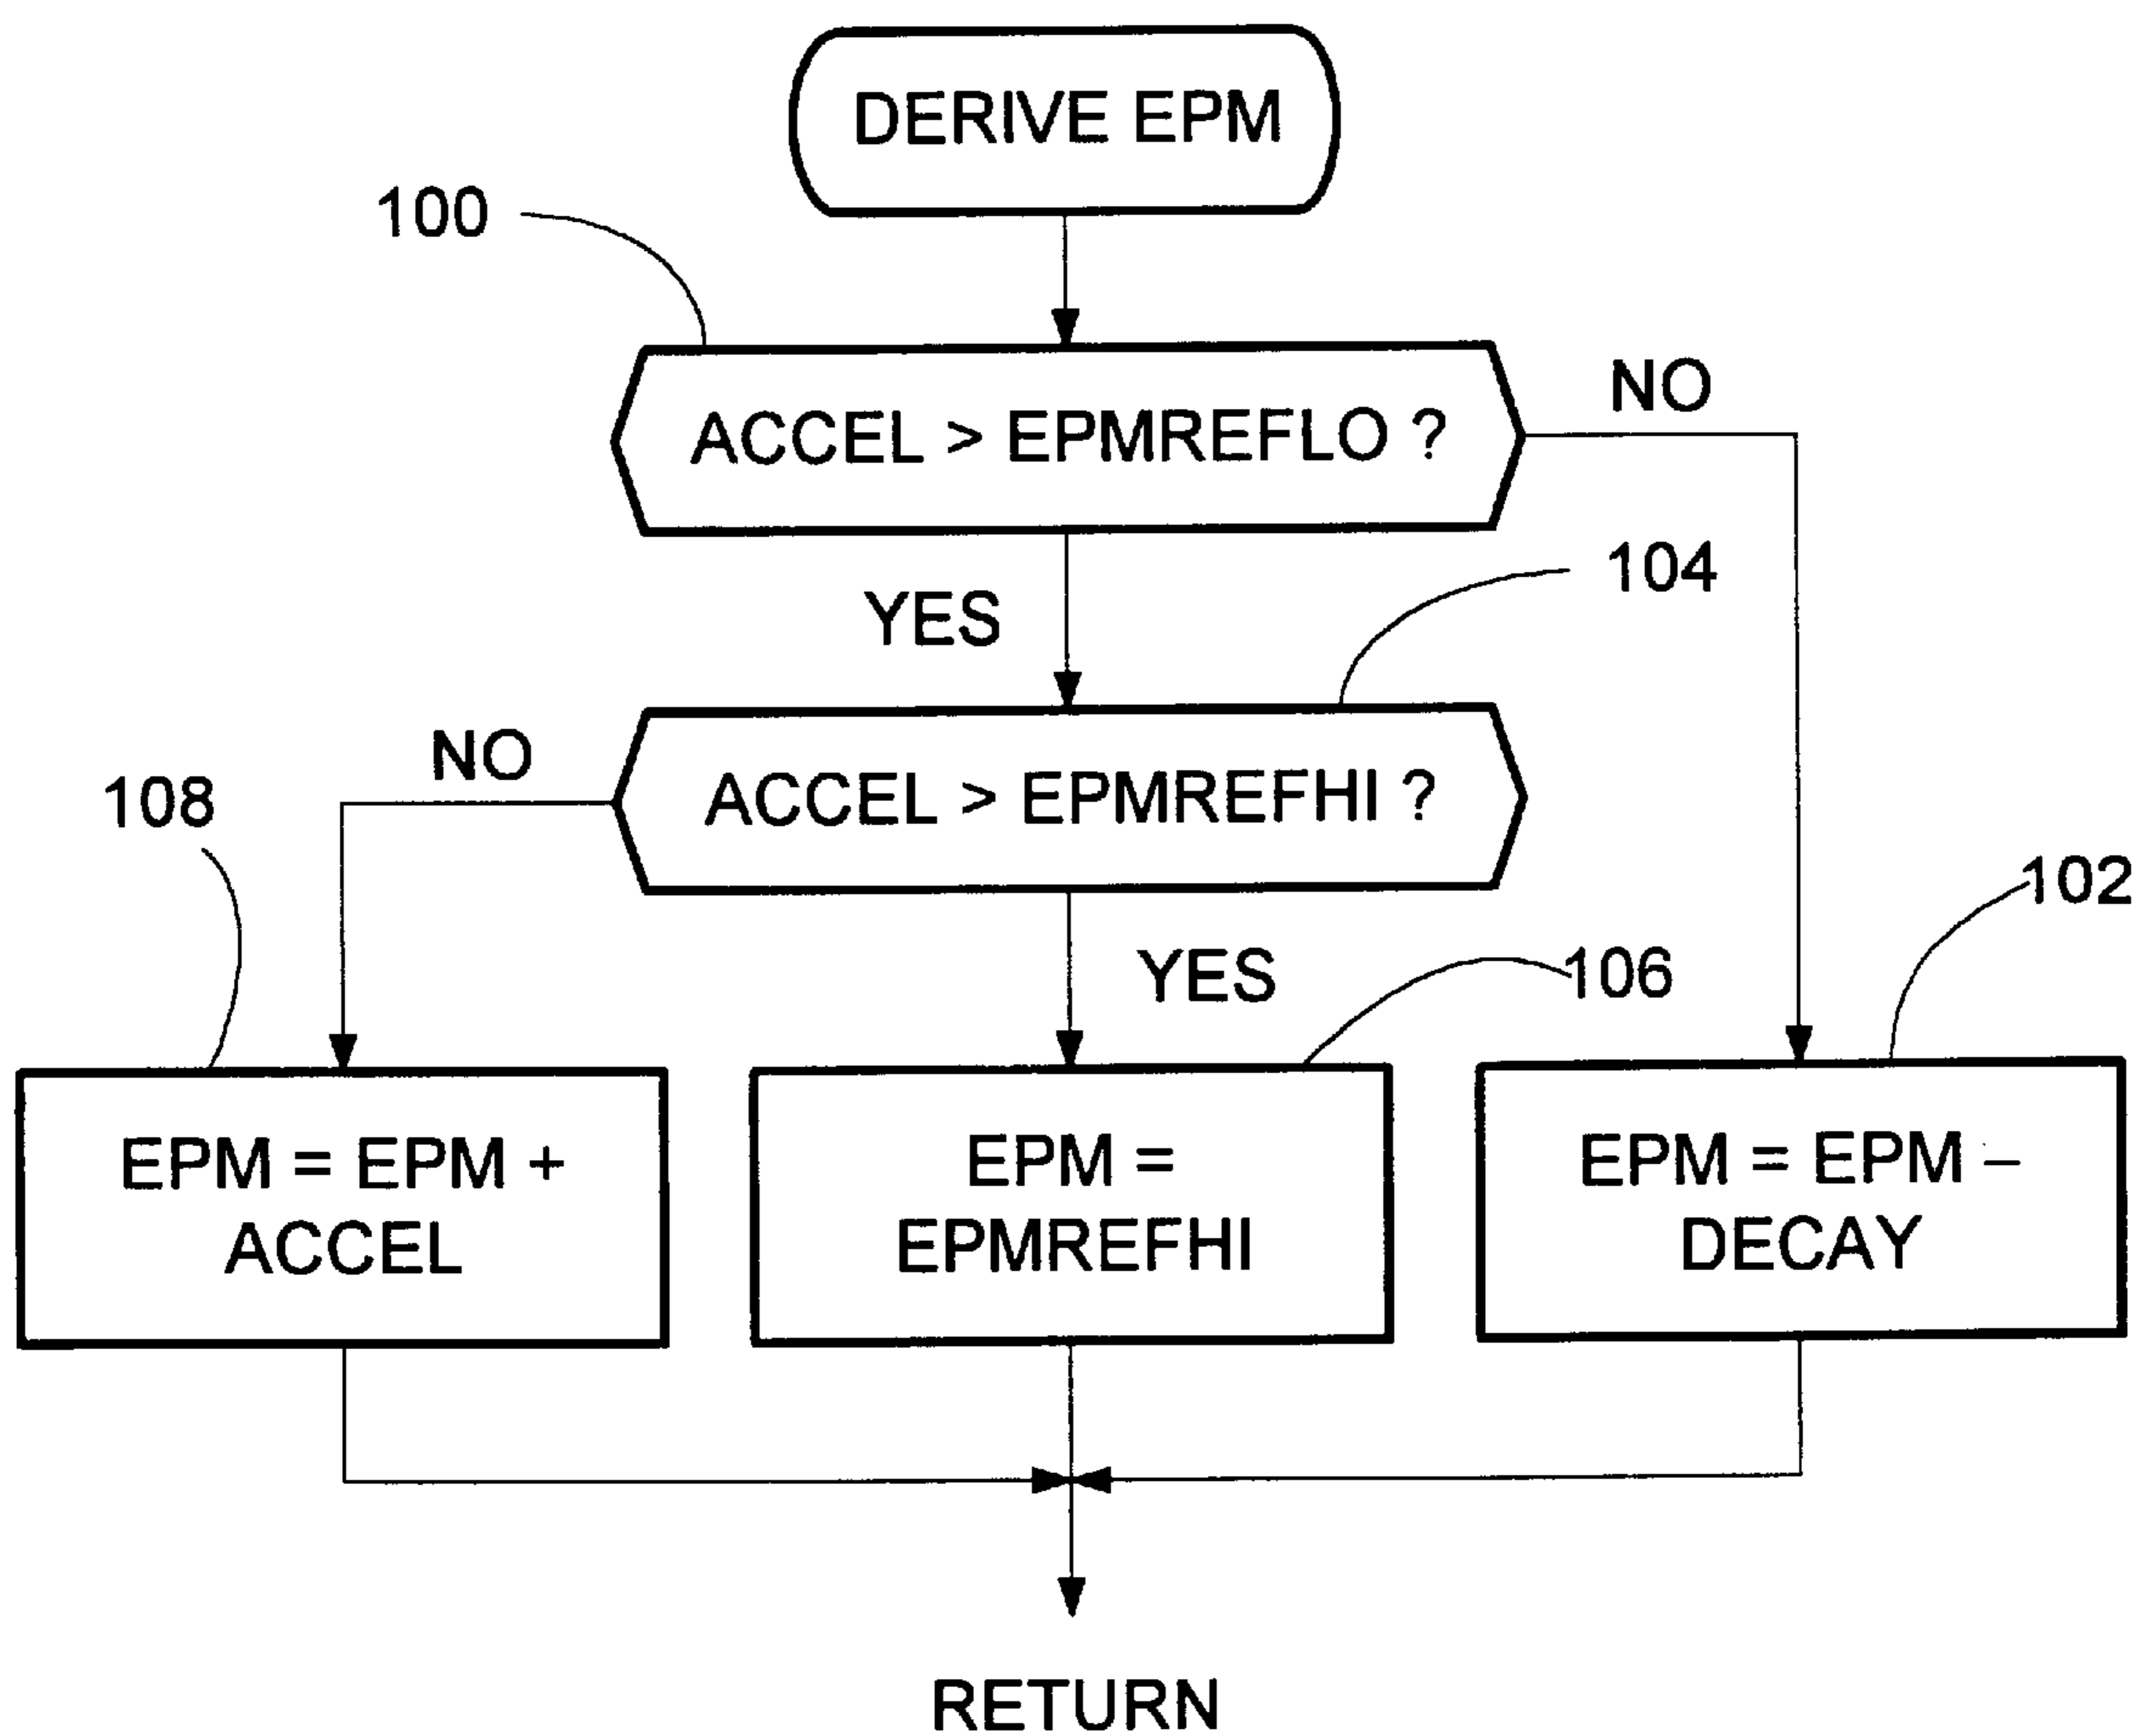 DERIVE EPM
100
ACCEL > EPMREFLO ?
NO
YES
104
ACCEL > EPMREFHI ?
NO
108
YES
106
102
EPM = EPM +
ACCEL
EPM =
EPMREFHI
EPM = EPM –
DECAY
RETURN